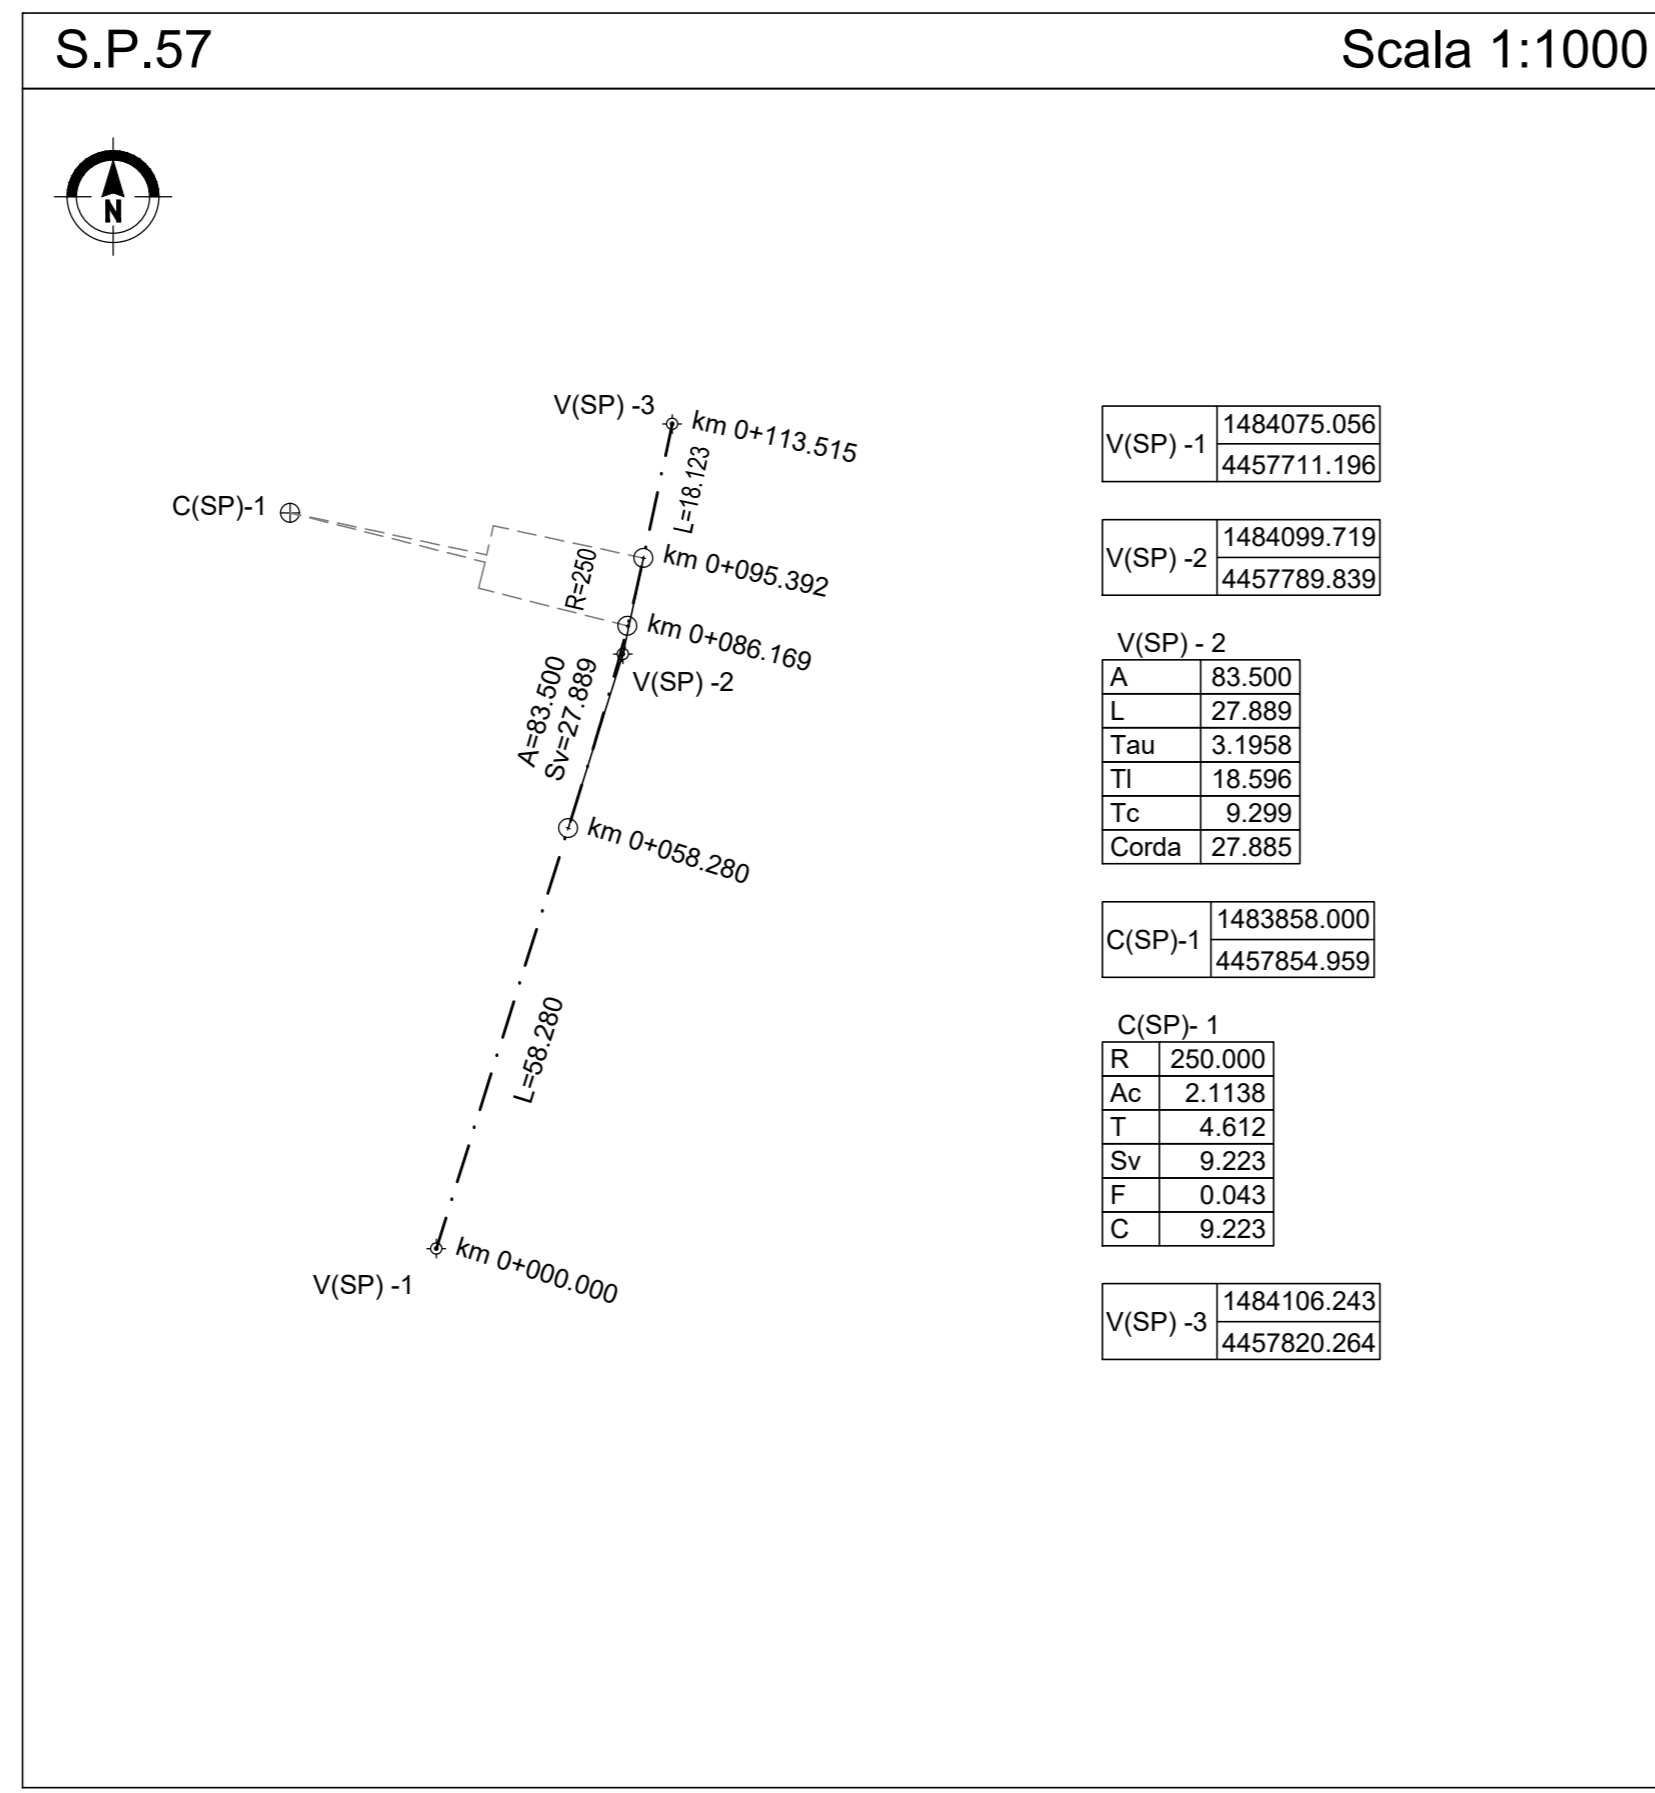 S.P.57
Scala 1:1000
N
V(SP) -3
km 0+113.515
L=18.123
C(SP)-1
km 0+095.392
R=250
km 0+086.169
V(SP) -2
A=83.500
Sv=27.889
km 0+058.280
L=58.280
km 0+000.000
V(SP) -1
V(SP) -1
1484075.056
4457711.196
V(SP) -2
1484099.719
4457789.839
V(SP) - 2
A 83.500
L 27.889
Tau 3.1958
Tl 18.596
Tc 9.299
Corda 27.885
C(SP)-1
1483858.000
4457854.959
C(SP)- 1
R 250.000
Ac 2.1138
T 4.612
Sv 9.223
F 0.043
C 9.223
V(SP) -3
1484106.243
4457820.264